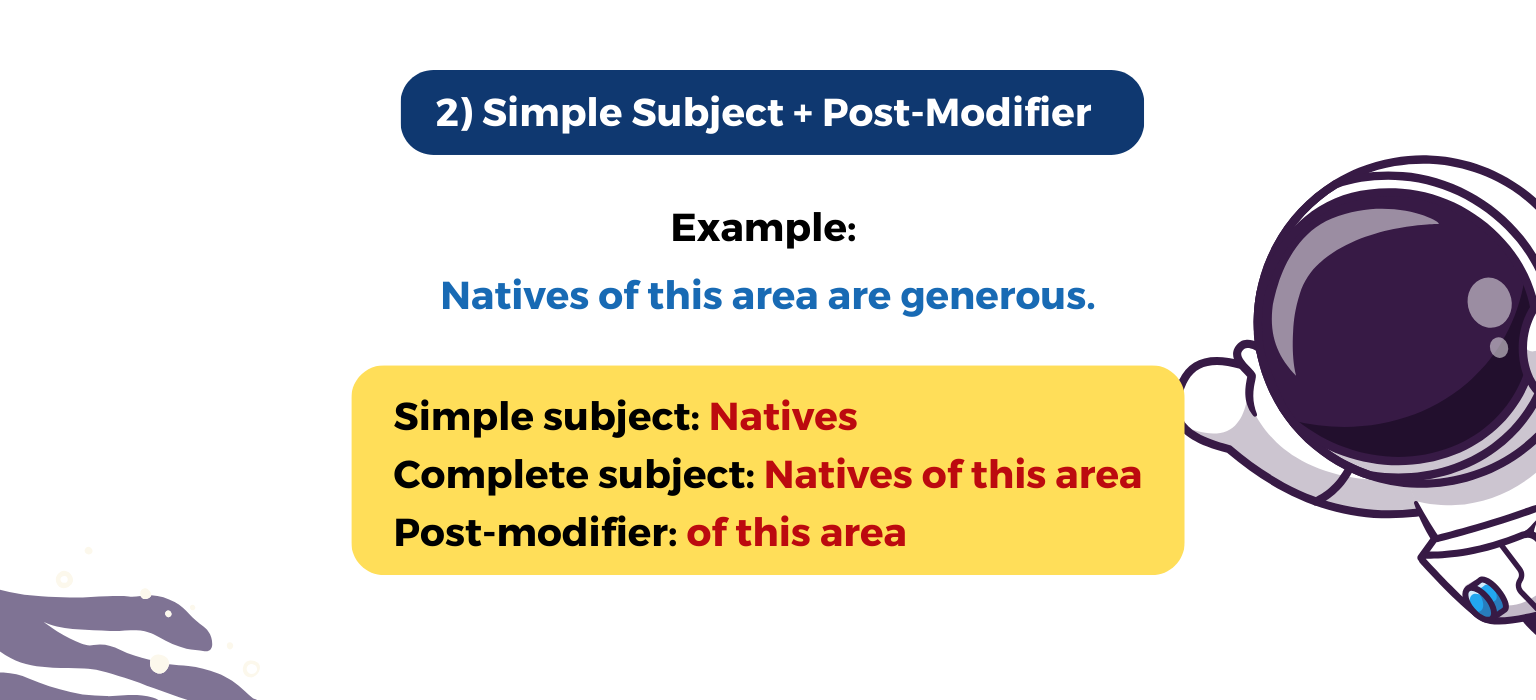 2) Simple Subject + Post-Modifier
Example:
Natives of this area are generous.
Simple subject: Natives
Complete subject: Natives of this area
Post-modifier: of this area